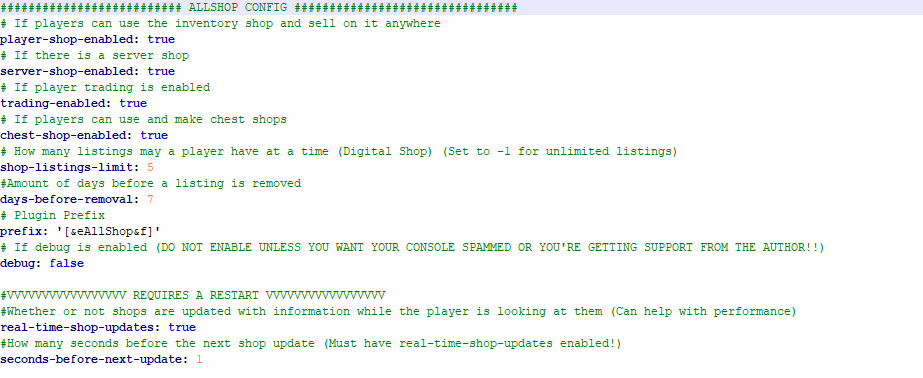 ########################## ALLSHOP CONFIG ################################
# If players can use the inventory shop and sell on it anywhere
player-shop-enabled: true
# If there is a server shop
server-shop-enabled: true
# If player trading is enabled
trading-enabled: true
# If players can use and make chest shops
chest-shop-enabled: true
# How many listings may a player have at a time (Digital Shop) (Set to -1 for unlimited listings)
shop-listings-limit: 5
#Amount of days before a listing is removed
days-before-removal: 7
# Plugin Prefix
prefix: '[&eAllShop&f]'
# If debug is enabled (DO NOT ENABLE UNLESS YOU WANT YOUR CONSOLE SPAMMED OR YOU'RE GETTING SUPPORT FROM THE AUTHOR!!)
debug: false
#VVVVVVVVVVVVVVVVV REQUIRES A RESTART VVVVVVVVVVVVVVVVV
#Whether or not shops are updated with information while the player is looking at them (Can help with performance)
real-time-shop-updates: true
#How many seconds before the next shop update (Must have real-time-shop-updates enabled!)
seconds-before-next-update: 1